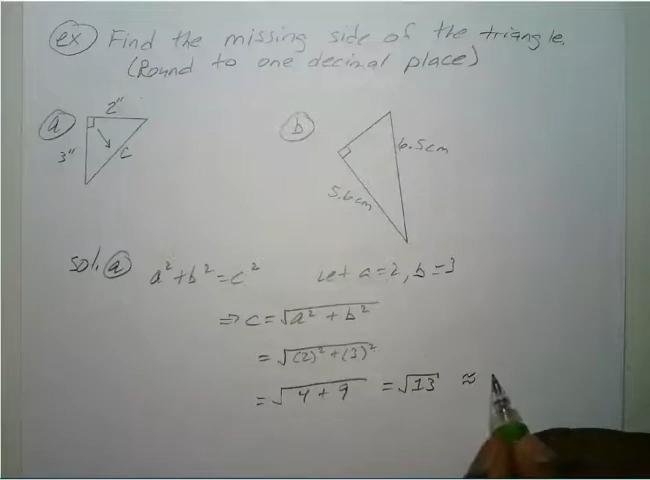 ex Find the missing side of the triangle.
(Round to one decimal place)
a 2"
3" c
b 6.5cm
5.6cm
sol. a a² + b² = c² Let a=2, b=3
⇒ c = √a² + b²
= √(2)² + (3)²
= √4 + 9 = √13 ≈